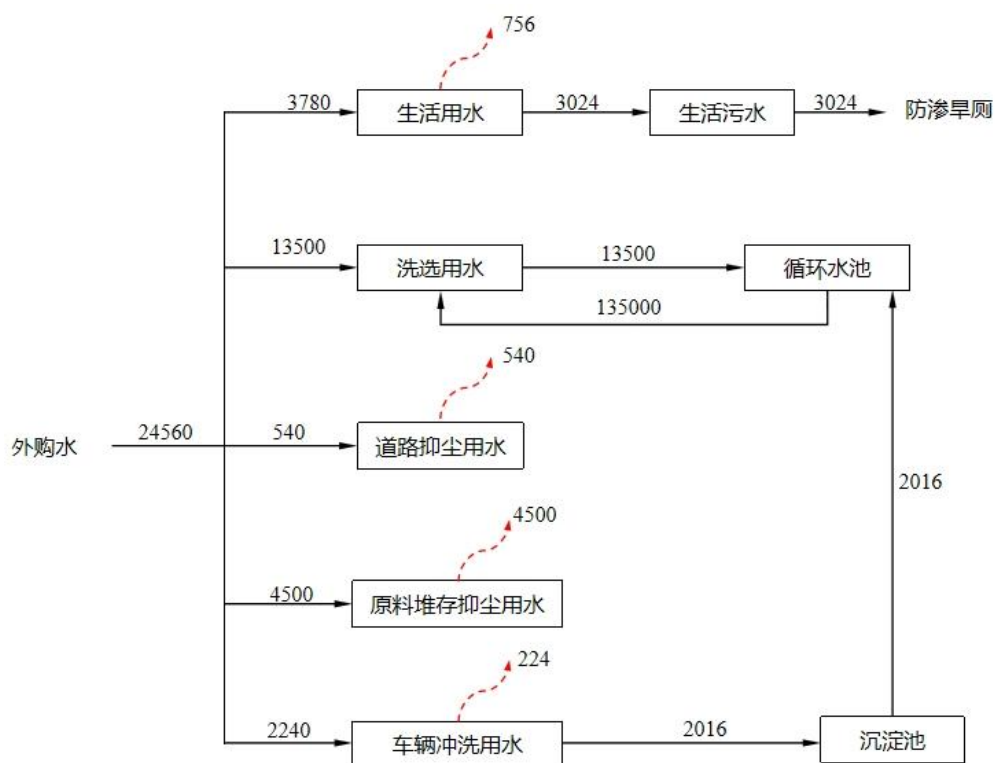 756
3780
生活用水
3024
生活污水
3024
防渗旱厕
13500
洗选用水
13500
循环水池
135000
540
外购水
24560
540
道路抑尘用水
2016
4500
4500
原料堆存抑尘用水
224
2240
车辆冲洗用水
2016
沉淀池